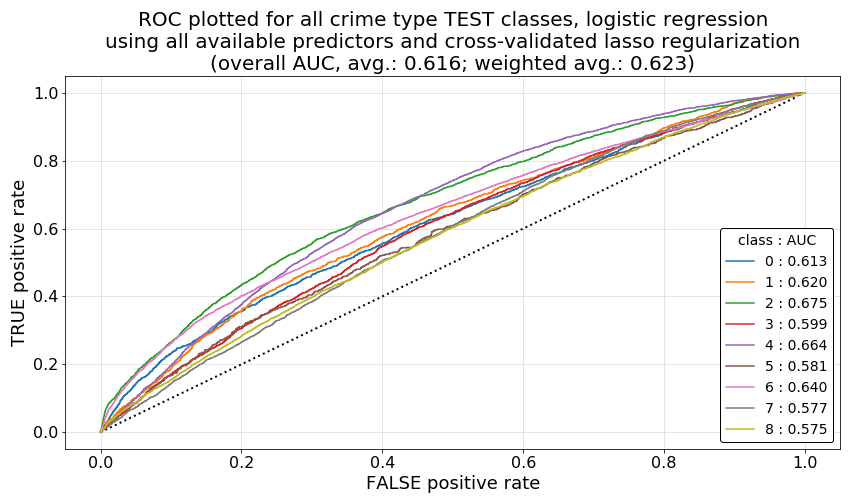 ROC plotted for all crime type TEST classes, logistic regression
using all available predictors and cross-validated lasso regularization
(overall AUC, avg.: 0.616; weighted avg.: 0.623)
1.0
0.8
0.6
0.4
0.2
0.0
TRUE positive rate
class : AUC
0 : 0.613
1 : 0.620
2 : 0.675
3 : 0.599
4 : 0.664
5 : 0.581
6 : 0.640
7 : 0.577
8 : 0.575
0.0 0.2 0.4 0.6 0.8 1.0
FALSE positive rate